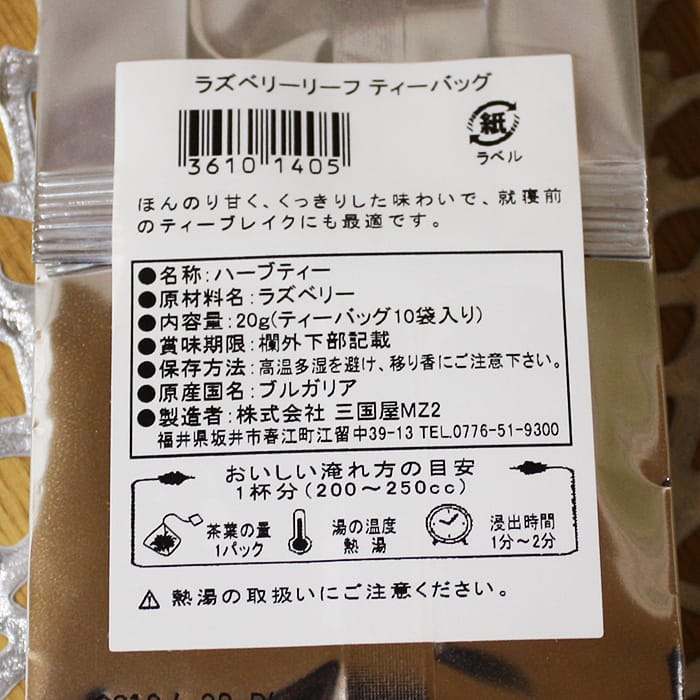 ラズベリーリーフ ティーバッグ
3610 1405
紙
ラベル
ほんのり甘く、くっきりした味わいで、就寝前
のティーブレイクにも最適です。
●名称：ハーブティー
●原材料名：ラズベリー
●内容量：20g(ティーバッグ10袋入り)
●賞味期限：欄外下部記載
●保存方法：高温多湿を避け、移り香にご注意下さい。
●原産国名：ブルガリア
●製造者：株式会社 三国屋MZ2
福井県坂井市春江町江留中39-13 TEL.0776-51-9300
おいしい淹れ方の目安
1杯分(200～250cc)
茶葉の量
1パック
湯の温度
熱湯
浸出時間
1分～2分
⚠ 熱湯の取扱いにご注意ください。